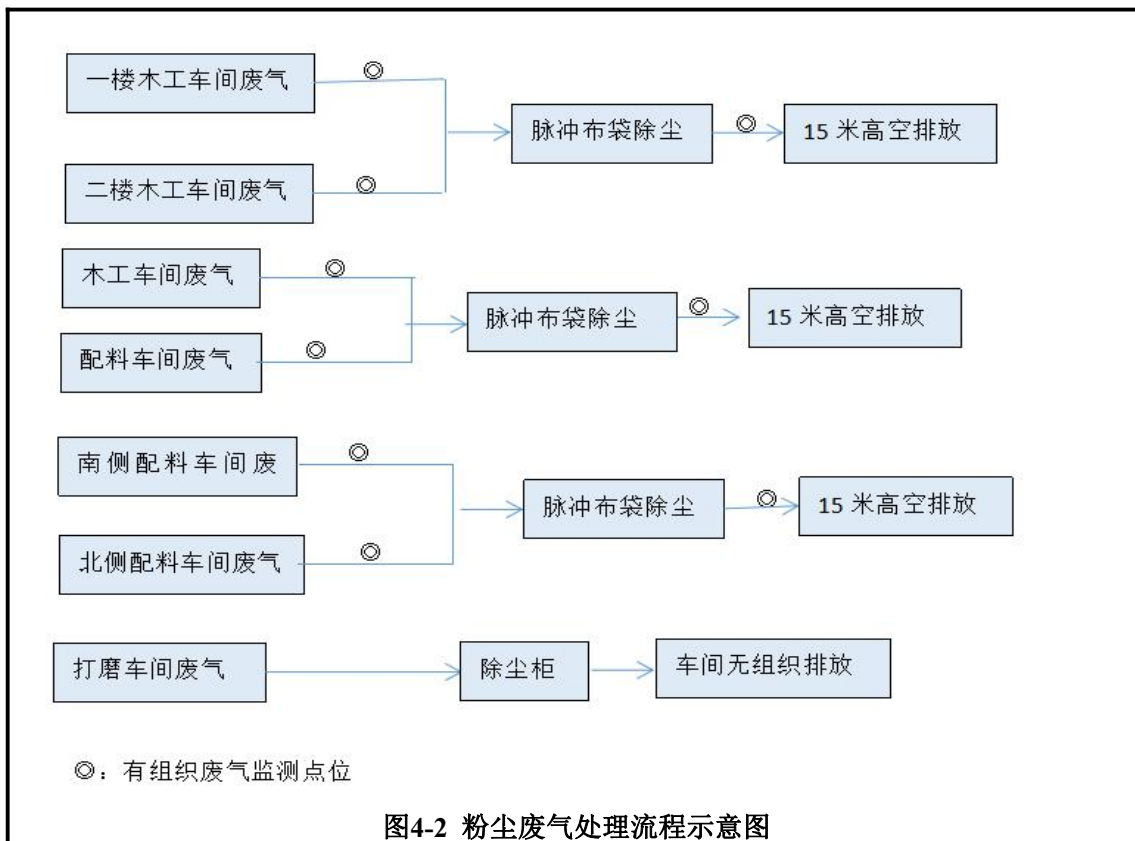 一楼木工车间废气
◎
脉冲布袋除尘
◎
15 米高空排放
二楼木工车间废气
◎
木工车间废气
◎
脉冲布袋除尘
◎
15 米高空排放
配料车间废气
◎
南侧配料车间废
◎
脉冲布袋除尘
◎
15 米高空排放
北侧配料车间废气
◎
打磨车间废气
除尘柜
车间无组织排放
◎：有组织废气监测点位
图4-2 粉尘废气处理流程示意图